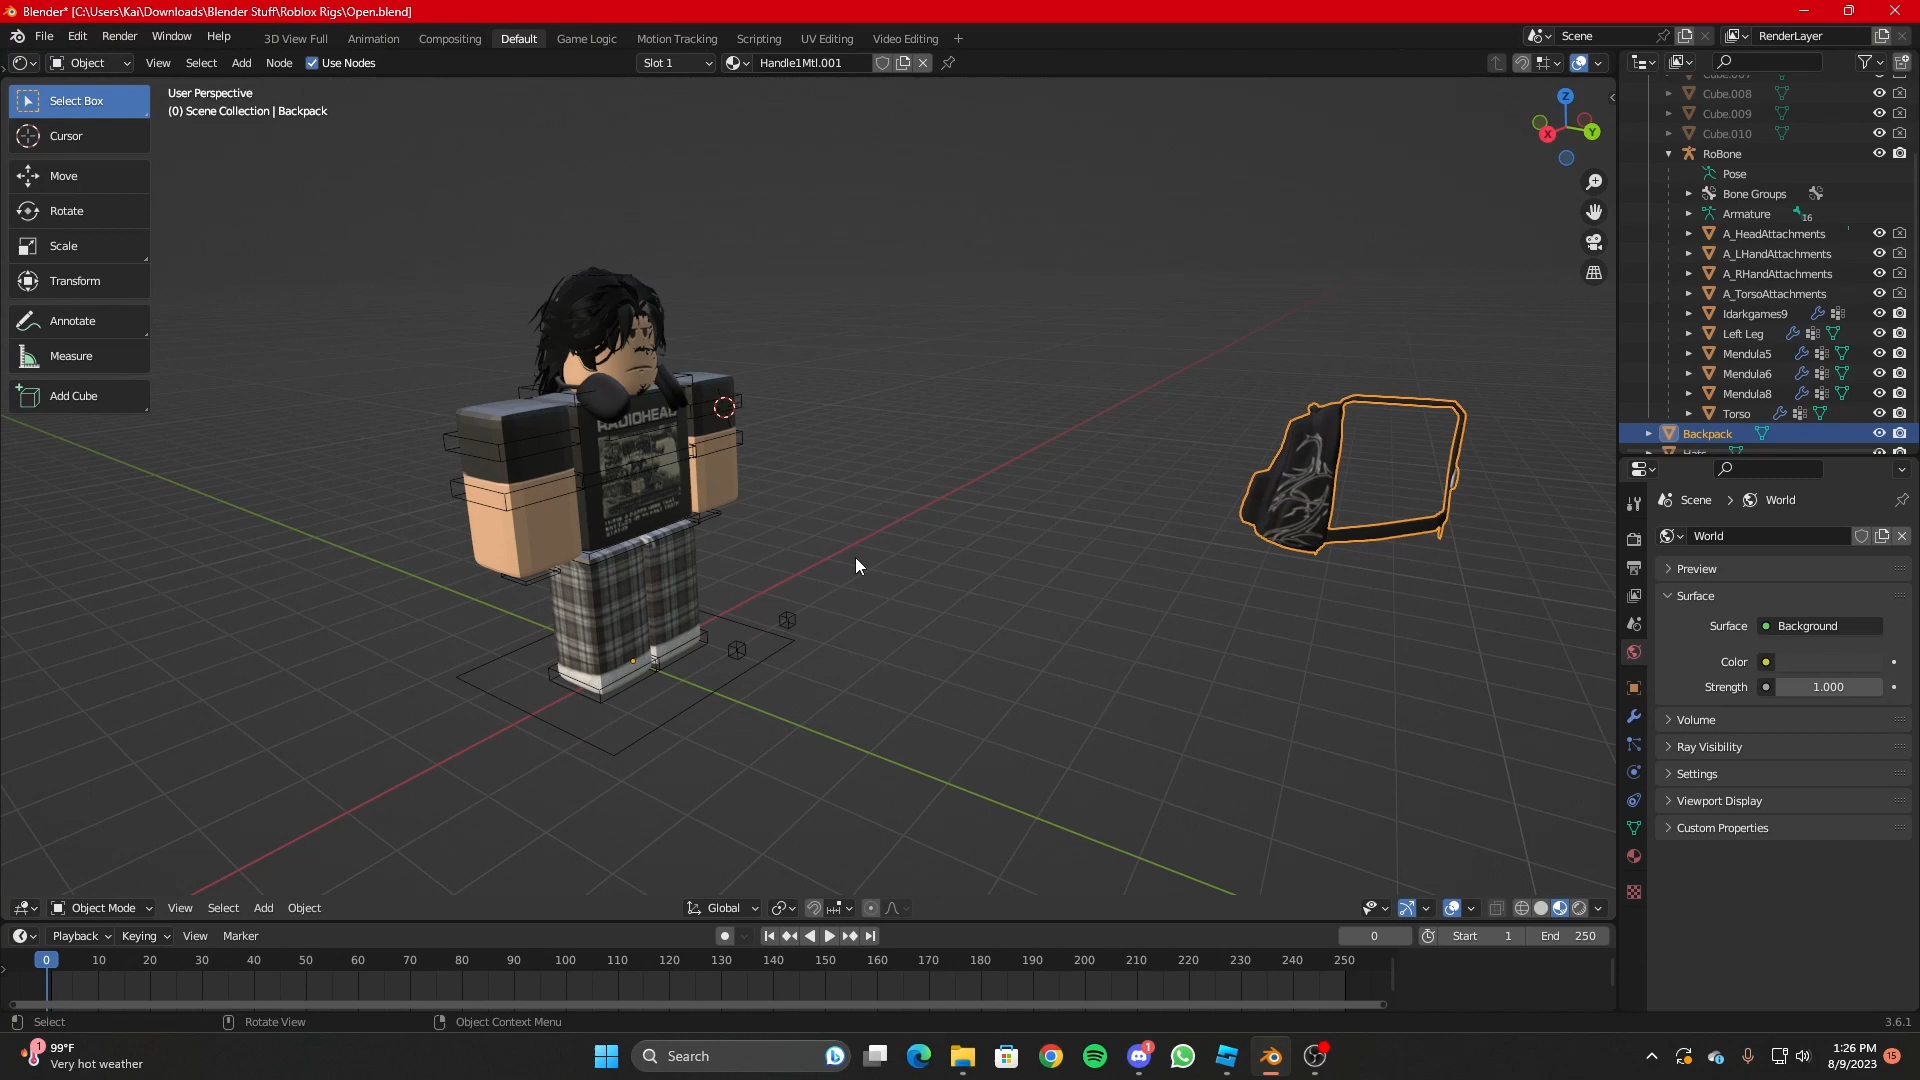 Blender* [C:\Users\Kai\Downloads\Blender Stuff\Roblox Rigs\Open.blend]
File Edit Render Window Help 3D View Full Animation Compositing Default Game Logic Motion Tracking Scripting UV Editing Video Editing + Scene RenderLayer
Object View Select Add Node Use Nodes Slot 1 Handle1Mtl.001
Select Box
Cursor
Move
Rotate
Scale
Transform
Annotate
Measure
Add Cube
User Perspective
(0) Scene Collection | Backpack
Z
X
Y
RADIOHEAD
Cube.007
Cube.008
Cube.009
Cube.010
RoBone
Pose
Bone Groups
Armature 16
A_HeadAttachments
A_LHandAttachments
A_RHandAttachments
A_TorsoAttachments
Idarkgames9
Left Leg
Mendula5
Mendula6
Mendula8
Torso
Backpack
Hats
Scene World
World
Preview
Surface
Surface Background
Color
Strength 1.000
Volume
Ray Visibility
Settings
Viewport Display
Custom Properties
Object Mode View Select Add Object Global
Playback Keying View Marker 0 Start 1 End 250
0 10 20 30 40 50 60 70 80 90 100 110 120 130 140 150 160 170 180 190 200 210 220 230 240 250
Select Rotate View Object Context Menu 3.6.1
1 99°F
Very hot weather
Search
1
1:26 PM
8/9/2023
15